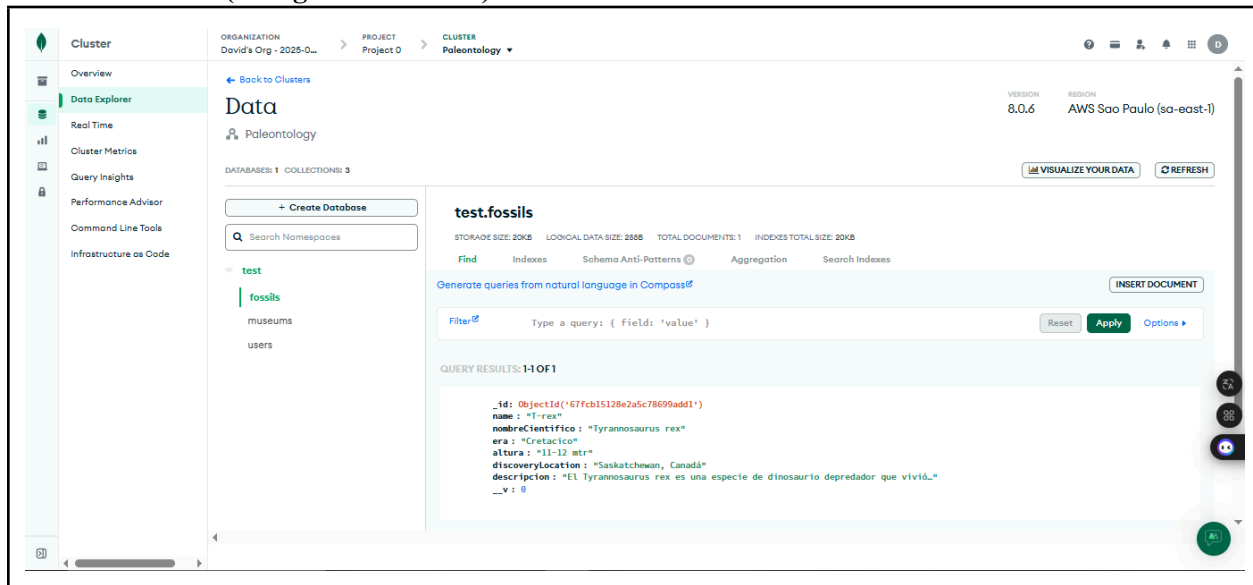 Cluster
ORGANIZATION
David's Org - 2025-0...
PROJECT
Project 0
CLUSTER
Paleontology
D
Overview
Data Explorer
Real Time
Cluster Metrics
Query Insights
Performance Advisor
Command Line Tools
Infrastructure as Code
Back to Clusters
Data
Paleontology
VERSION
8.0.6
REGION
AWS Sao Paulo (sa-east-1)
DATABASES: 1 COLLECTIONS: 3
VISUALIZE YOUR DATA
REFRESH
+ Create Database
Search Namespaces
test
fossils
museums
users
test.fossils
STORAGE SIZE: 20KB LOGICAL DATA SIZE: 288B TOTAL DOCUMENTS: 1 INDEXES TOTAL SIZE: 20KB
Find Indexes Schema Anti-Patterns 0 Aggregation Search Indexes
Generate queries from natural language in Compass
INSERT DOCUMENT
Filter
Type a query: { field: 'value' }
Reset
Apply
Options
QUERY RESULTS: 1-1 OF 1
_id: ObjectId('67fcb15128e2a5c78699add1')
name : "T-rex"
nombreCientifico : "Tyrannosaurus rex"
era : "Cretacico"
altura : "11-12 mtr"
discoveryLocation : "Saskatchewan, Canadá"
descripcion : "El Tyrannosaurus rex es una especie de dinosaurio depredador que vivió…"
__v : 0